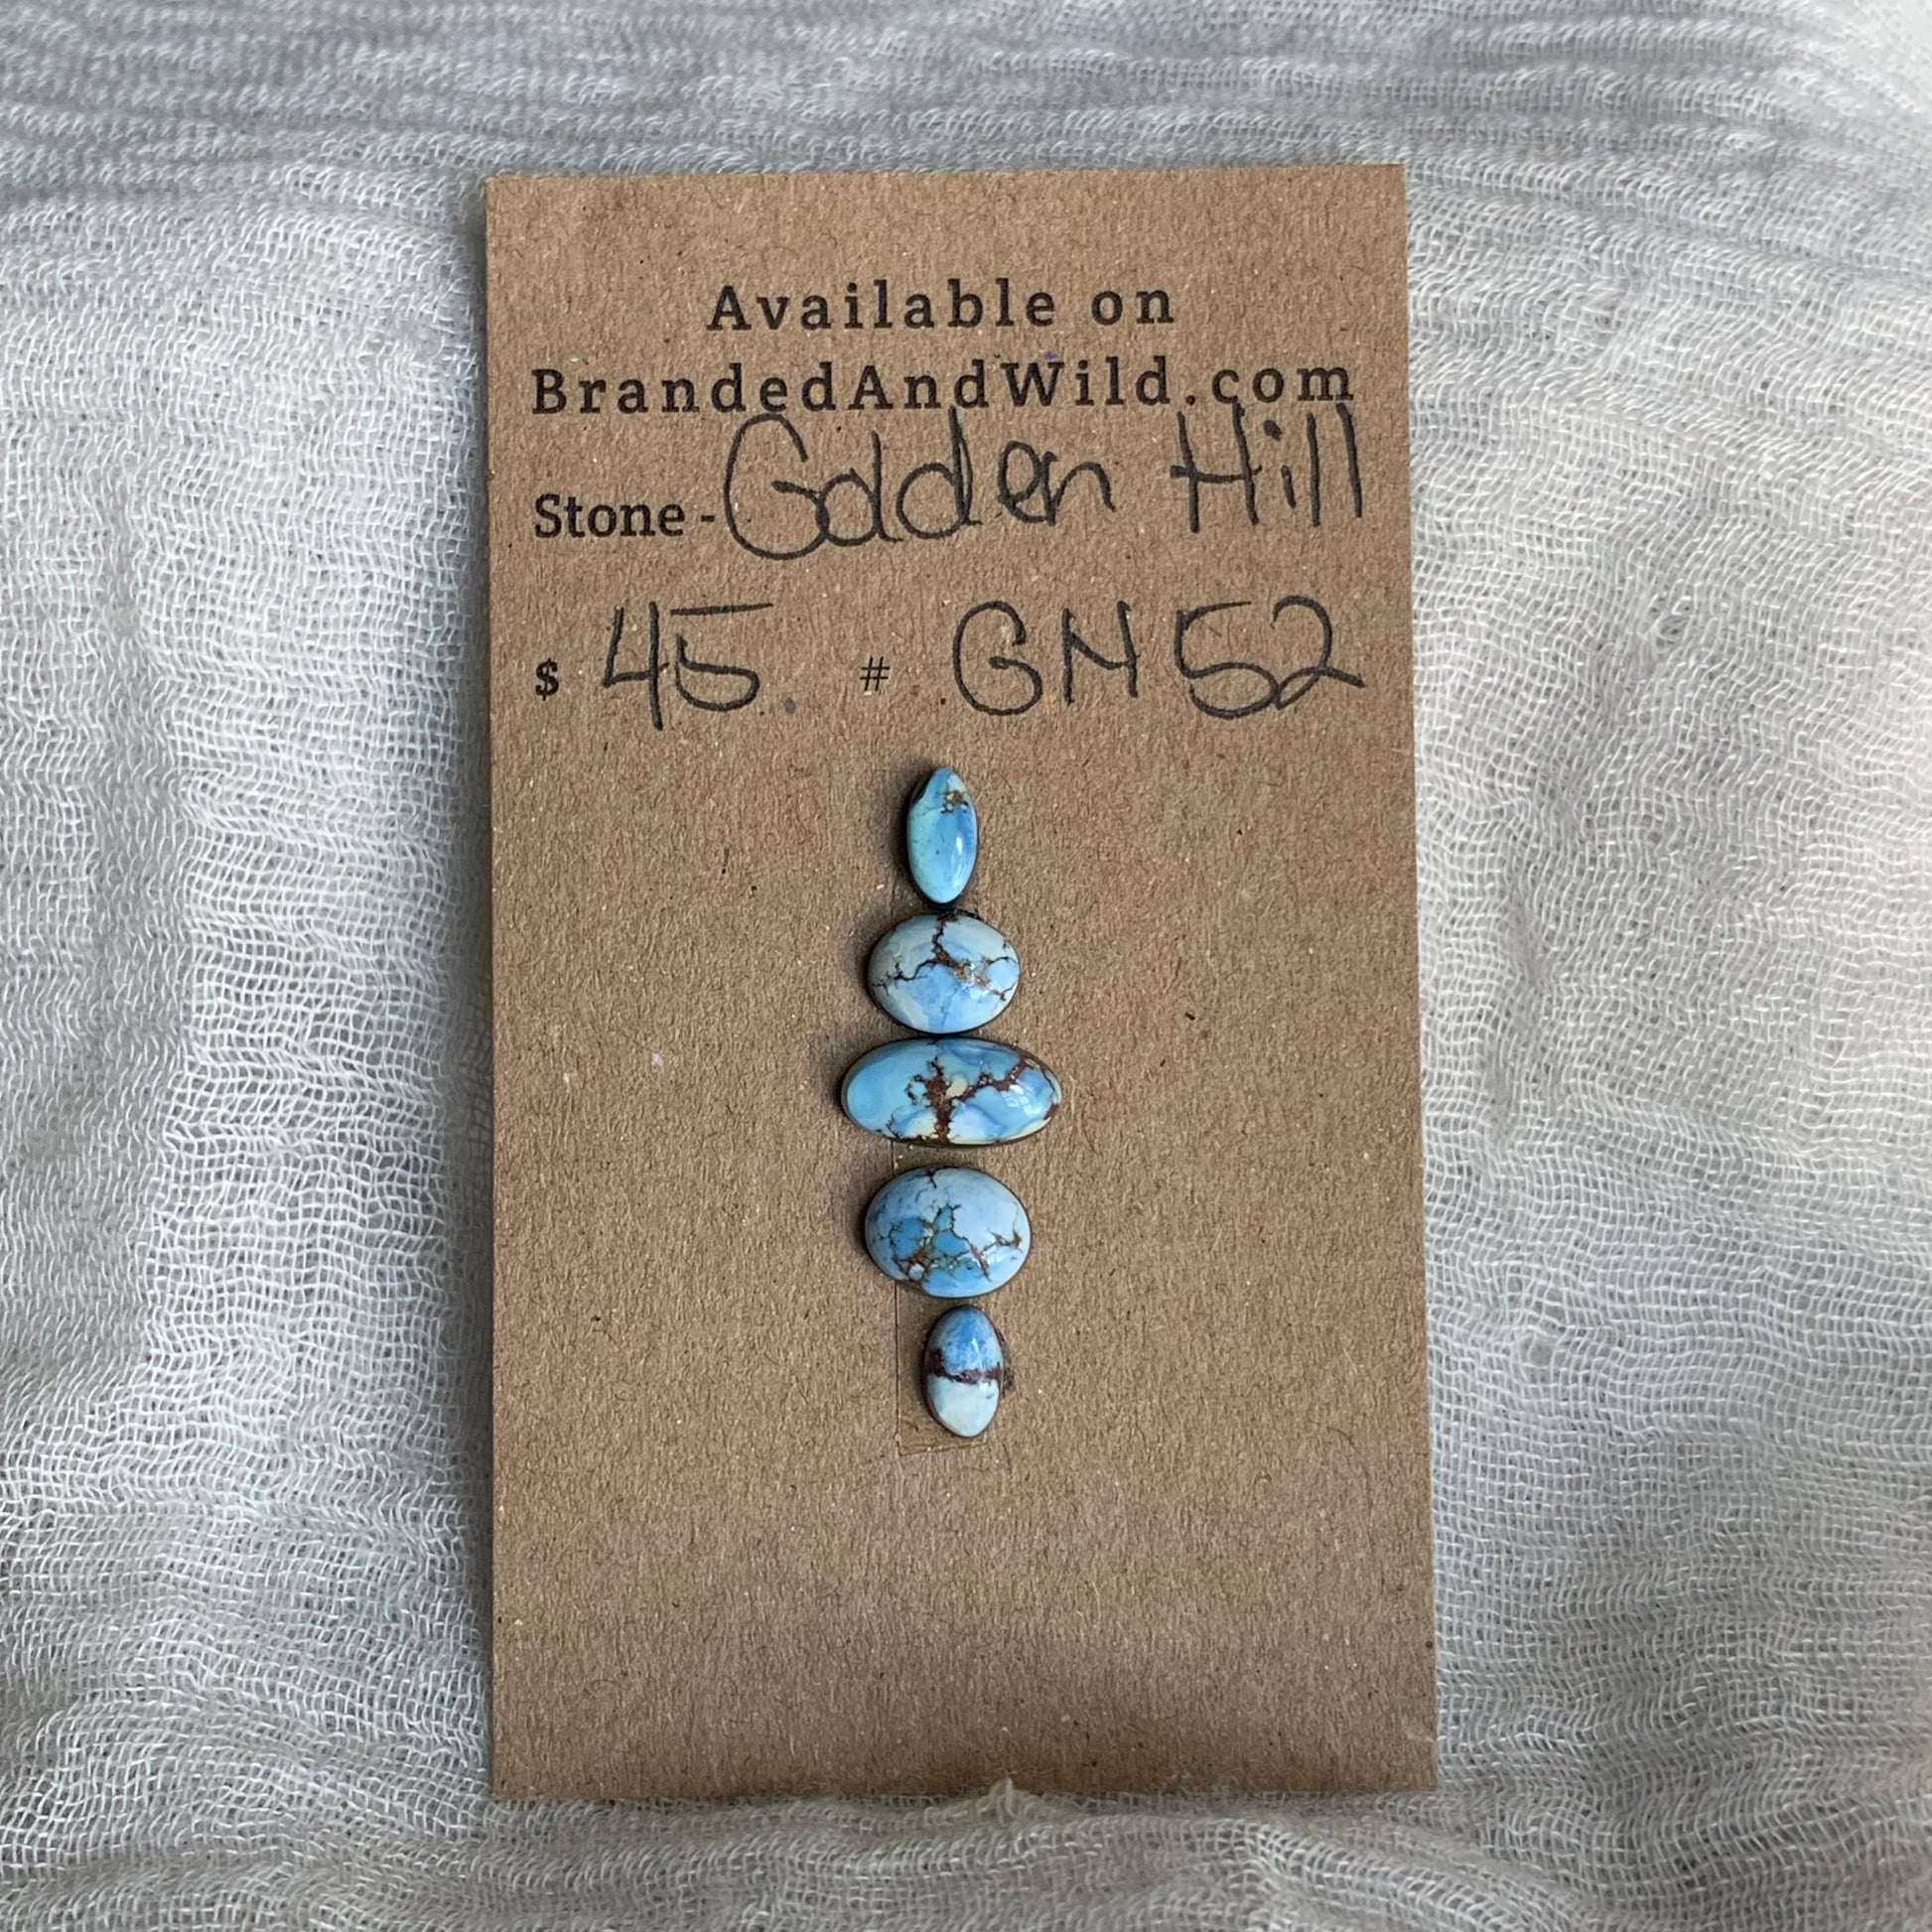 Available on
BrandedAndWild.com
Stone - Golden Hill
$ 45. # GH52